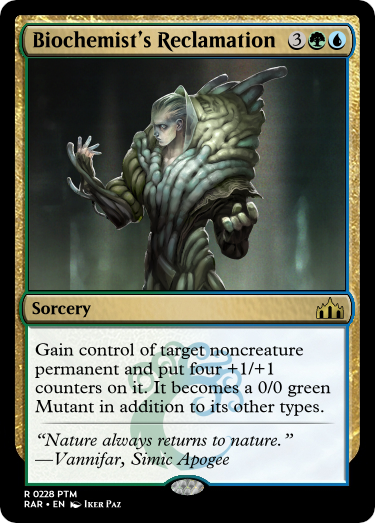 Biochemist's Reclamation 3
Sorcery
Gain control of target noncreature
permanent and put four +1/+1
counters on it. It becomes a 0/0 green
Mutant in addition to its other types.
“Nature always returns to nature.”
—Vannifar, Simic Apogee
R 0228 PTM
RAR • EN Iker Paz